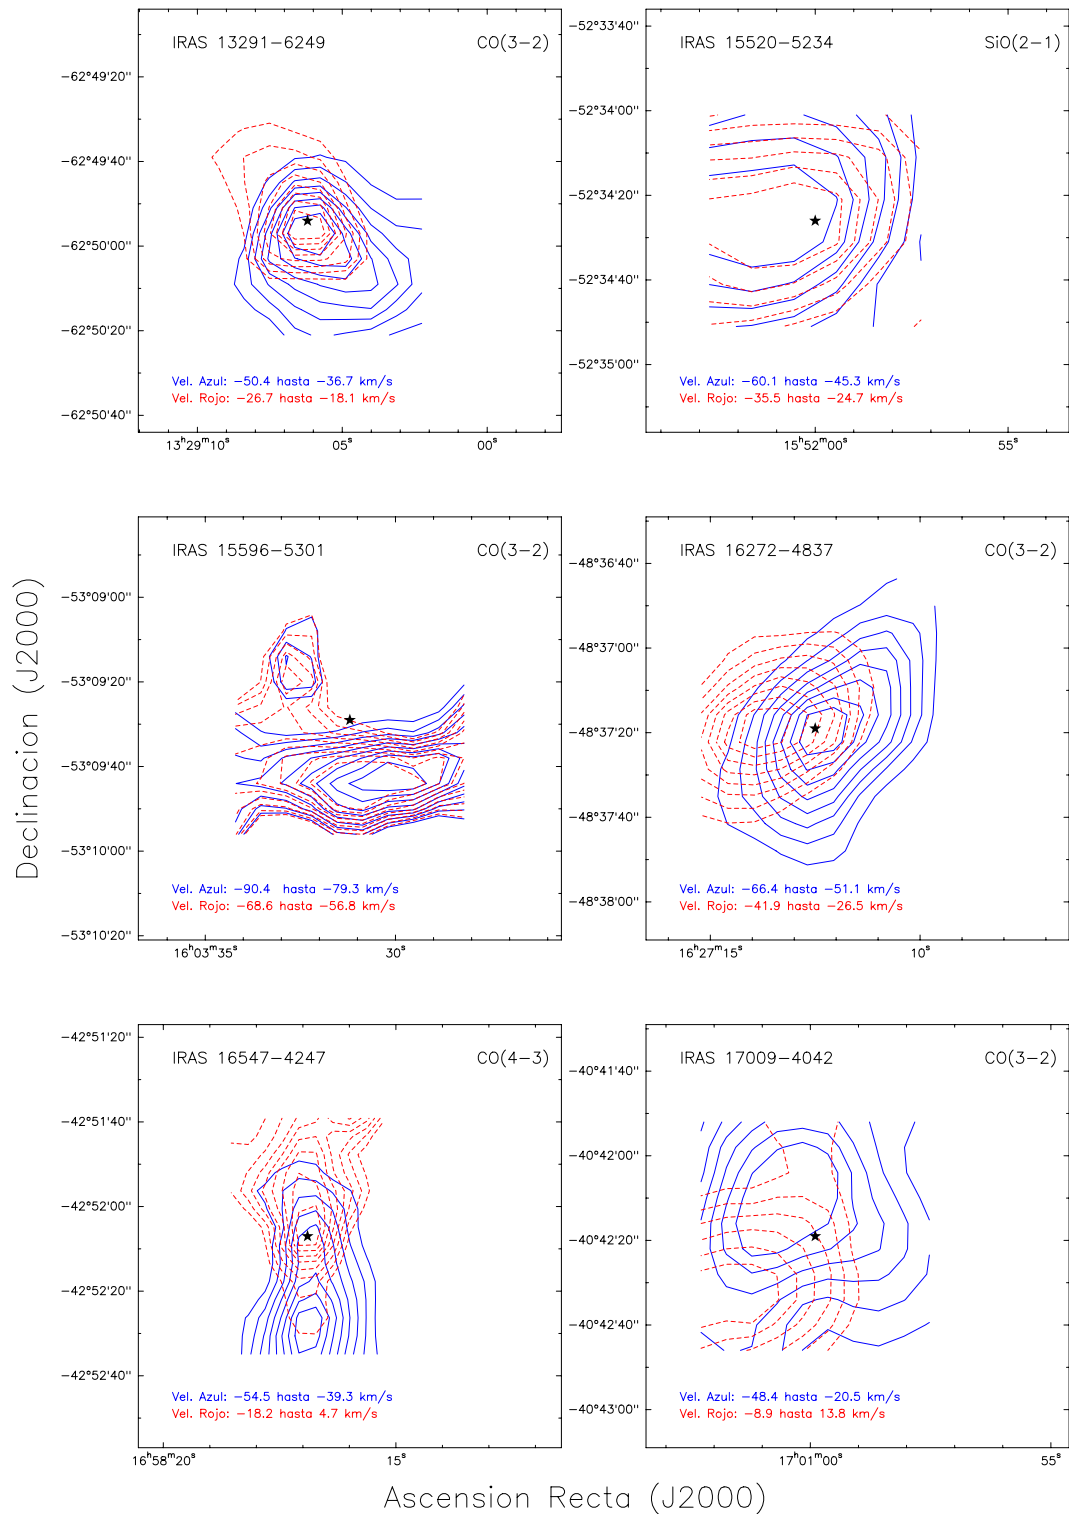 IRAS 13291−6249 CO(3−2)
−62°49'20''
−62°49'40''
−62°50'00''
−62°50'20''
−62°50'40''
Vel. Azul: −50.4 hasta −36.7 km/s
Vel. Rojo: −26.7 hasta −18.1 km/s
13ʰ29ᵐ10ˢ 05ˢ 00ˢ
−52°33'40''
IRAS 15520−5234 SiO(2−1)
−52°34'00''
−52°34'20''
−52°34'40''
−52°35'00''
Vel. Azul: −60.1 hasta −45.3 km/s
Vel. Rojo: −35.5 hasta −24.7 km/s
15ʰ52ᵐ00ˢ 55ˢ
IRAS 15596−5301 CO(3−2)
−53°09'00''
−53°09'20''
−53°09'40''
−53°10'00''
−53°10'20''
Vel. Azul: −90.4 hasta −79.3 km/s
Vel. Rojo: −68.6 hasta −56.8 km/s
16ʰ03ᵐ35ˢ 30ˢ
IRAS 16272−4837 CO(3−2)
−48°36'40''
−48°37'00''
−48°37'20''
−48°37'40''
−48°38'00''
Vel. Azul: −66.4 hasta −51.1 km/s
Vel. Rojo: −41.9 hasta −26.5 km/s
16ʰ27ᵐ15ˢ 10ˢ
Declinacion (J2000)
−42°51'20''
IRAS 16547−4247 CO(4−3)
−42°51'40''
−42°52'00''
−42°52'20''
−42°52'40''
Vel. Azul: −54.5 hasta −39.3 km/s
Vel. Rojo: −18.2 hasta 4.7 km/s
16ʰ58ᵐ20ˢ 15ˢ
IRAS 17009−4042 CO(3−2)
−40°41'40''
−40°42'00''
−40°42'20''
−40°42'40''
−40°43'00''
Vel. Azul: −48.4 hasta −20.5 km/s
Vel. Rojo: −8.9 hasta 13.8 km/s
17ʰ01ᵐ00ˢ 55ˢ
Ascension Recta (J2000)